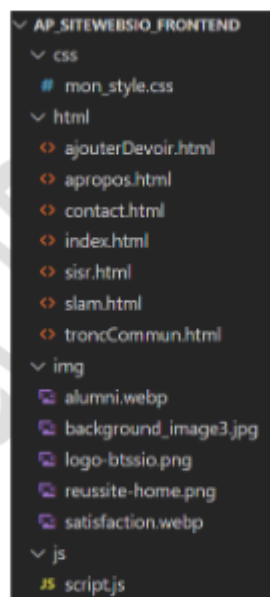 AP_SITEWEBSIO_FRONTEND
css
# mon_style.css
html
<> ajouterDevoir.html
<> apropos.html
<> contact.html
<> index.html
<> sisr.html
<> slam.html
<> troncCommun.html
img
alumni.webp
background_image3.jpg
logo-btssio.png
reussite-home.png
satisfaction.webp
js
JS script.js